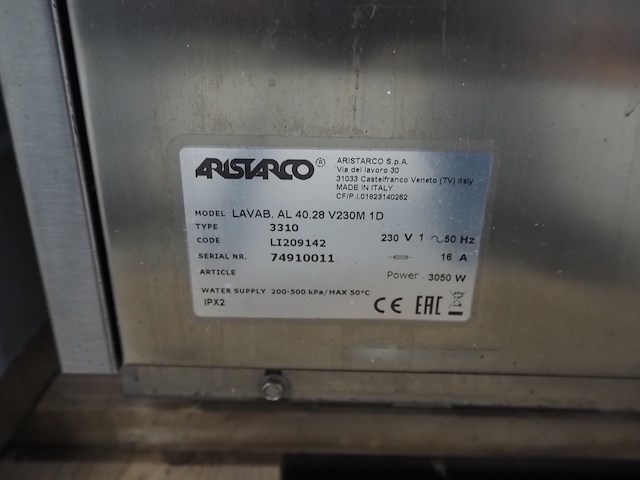 ARISTARCO ®
ARISTARCO S.p.A.
Via del lavoro 30
31033 Castelfranco Veneto (TV) Italy
MADE IN ITALY
CF/P.I.01823140262
MODEL LAVAB. AL 40.28 V230M 1D
TYPE 3310
CODE LI209142 230 V 1 ~ 50 Hz
SERIAL NR. 74910011 16 A
ARTICLE Power 3050 W
WATER SUPPLY 200-500 kPa/MAX 50°C
IPX2 CE EAC